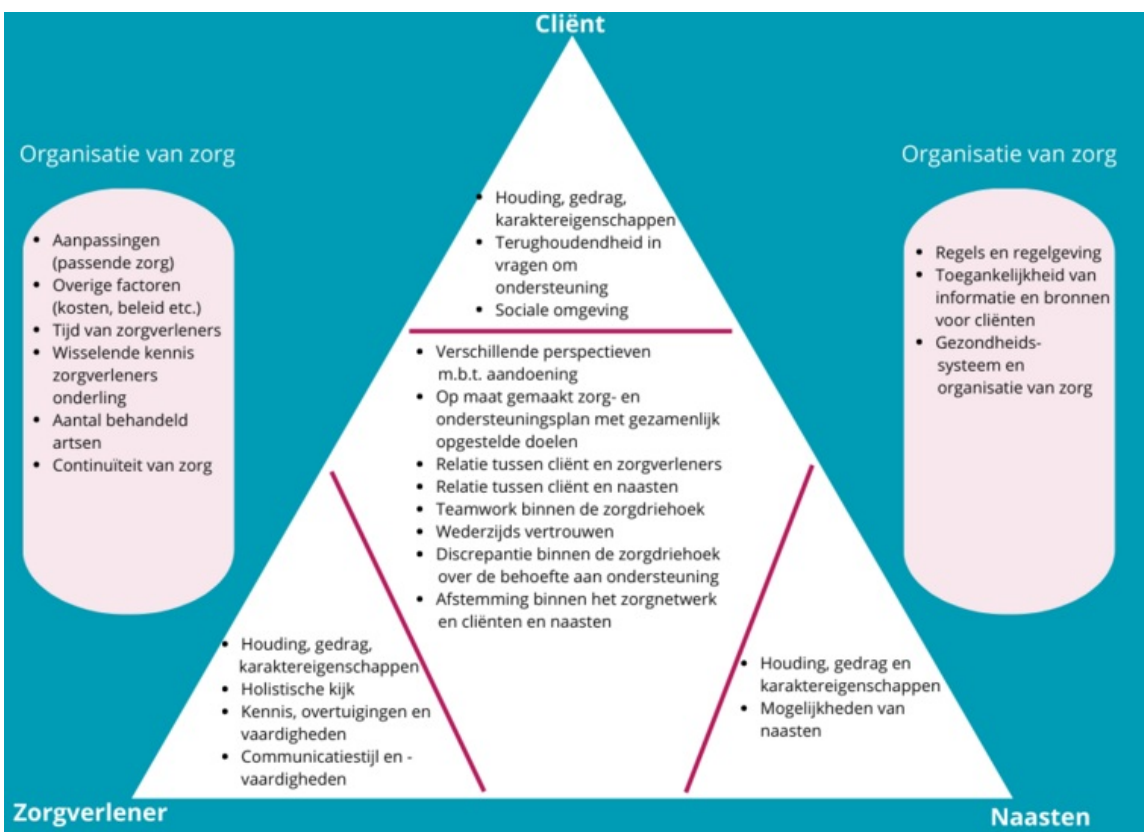 Cliënt
Organisatie van zorg
• Aanpassingen
(passende zorg)
• Overige factoren
(kosten, beleid etc.)
• Tijd van zorgverleners
• Wisselende kennis
zorgverleners
onderling
• Aantal behandeld
artsen
• Continuïteit van zorg
Organisatie van zorg
• Regels en regelgeving
• Toegankelijkheid van
informatie en bronnen
voor cliënten
• Gezondheids-
systeem en
organisatie van zorg
• Houding, gedrag,
karaktereigenschappen
• Terughoudendheid in
vragen om
ondersteuning
• Sociale omgeving
• Verschillende perspectieven
m.b.t. aandoening
• Op maat gemaakt zorg- en
ondersteuningsplan met gezamenlijk
opgestelde doelen
• Relatie tussen cliënt en zorgverleners
• Relatie tussen cliënt en naasten
• Teamwork binnen de zorgdriehoek
• Wederzijds vertrouwen
• Discrepantie binnen de zorgdriehoek
over de behoefte aan ondersteuning
• Afstemming binnen het zorgnetwerk
en cliënten en naasten
• Houding, gedrag,
karaktereigenschappen
• Holistische kijk
• Kennis, overtuigingen en
vaardigheden
• Communicatiestijl en -
vaardigheden
• Houding, gedrag en
karaktereigenschappen
• Mogelijkheden van
naasten
Zorgverlener
Naasten